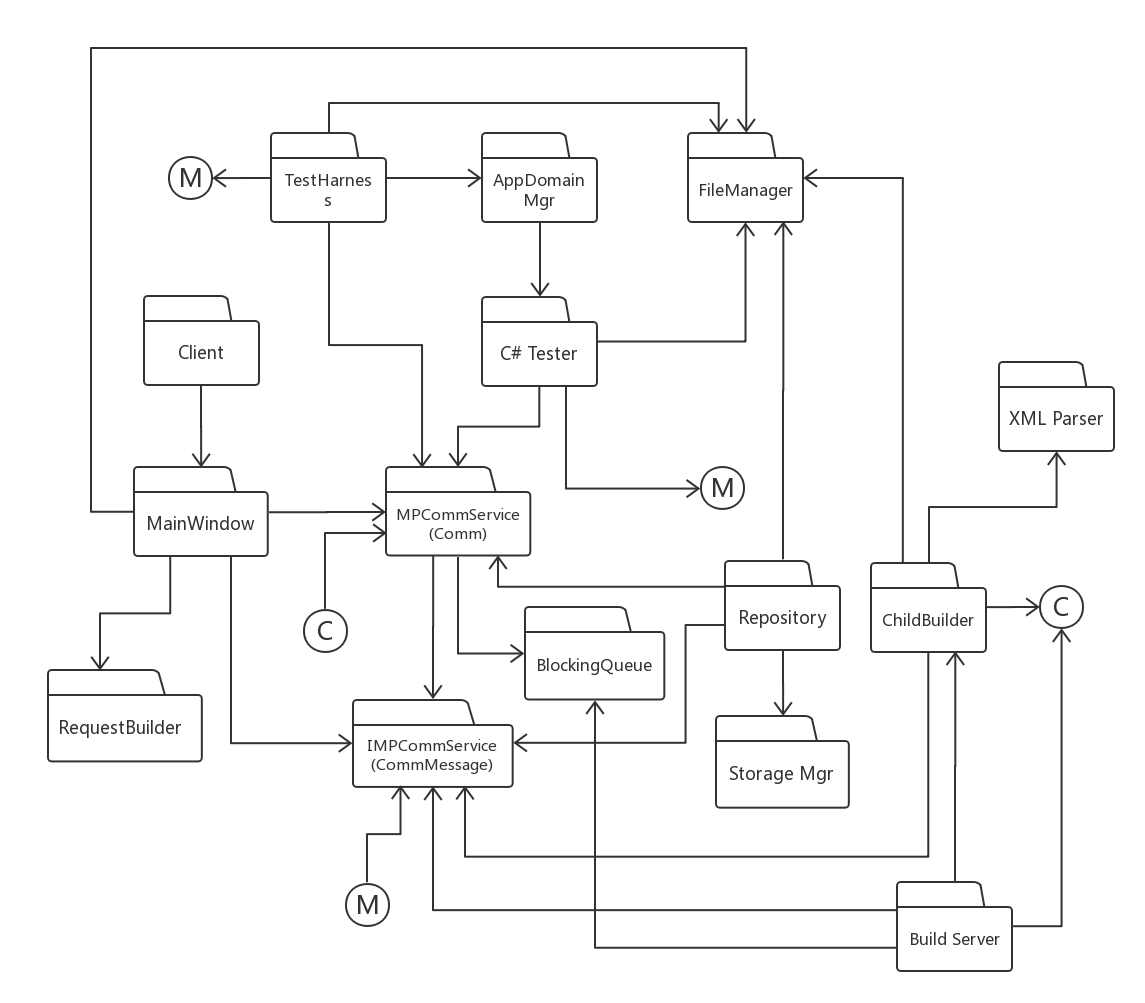 M
TestHarnes
s
AppDomain
Mgr
FileManager
Client
C# Tester
XML Parser
MainWindow
MPCommService
(Comm)
M
C
BlockingQueue
Repository
ChildBuilder
C
RequestBuilder
IMPCommService
(CommMessage)
Storage Mgr
M
Build Server